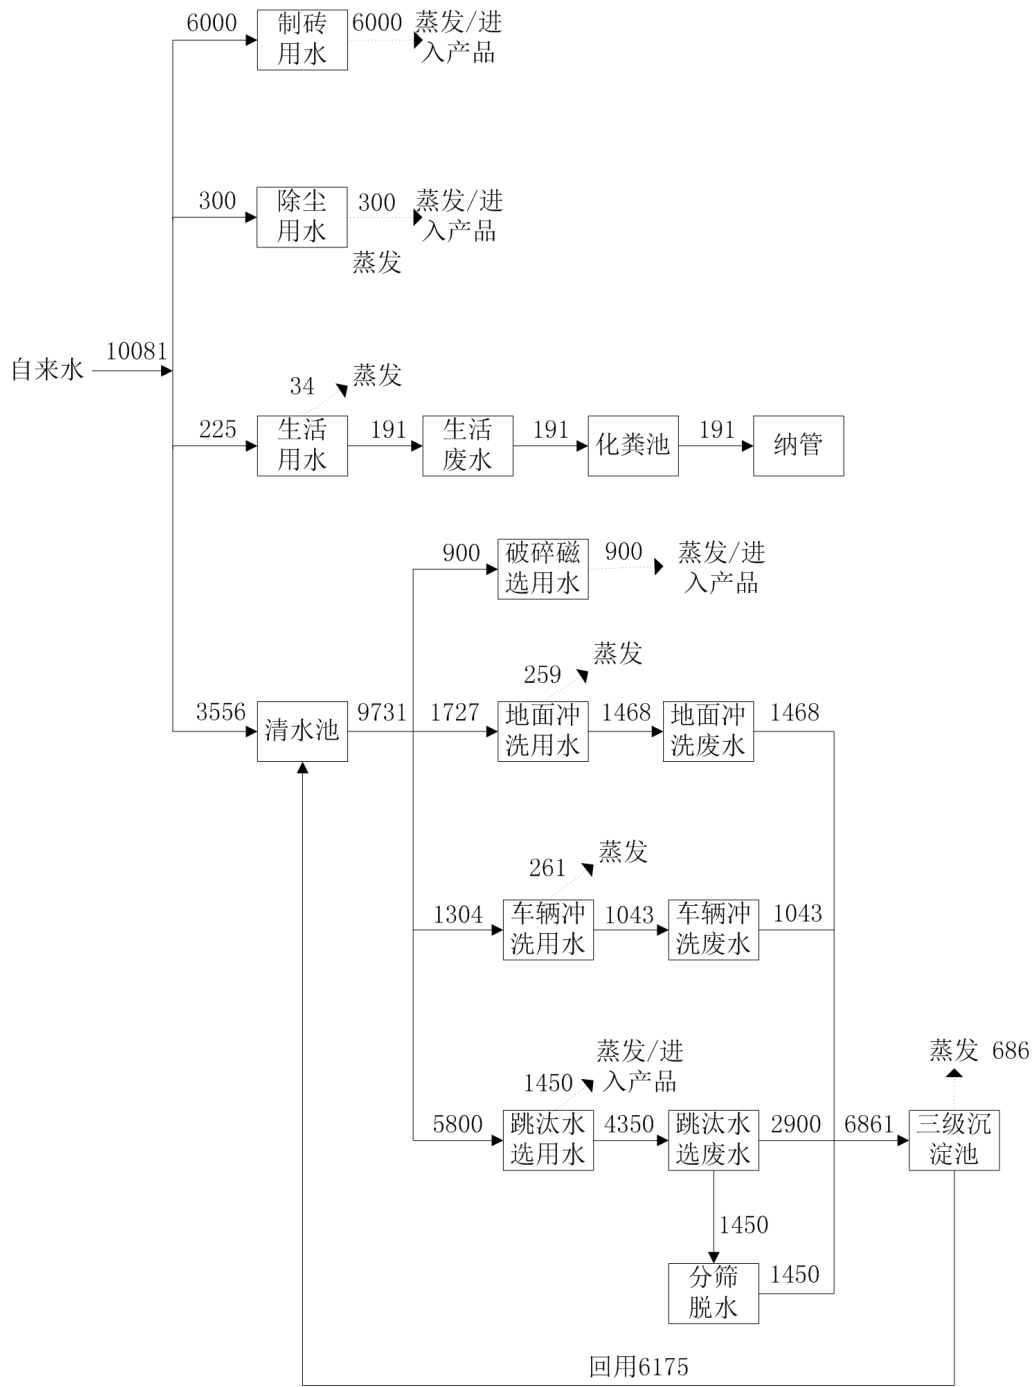 6000
制砖
用水
6000
蒸发/进
入产品
300
除尘
用水
300
蒸发/进
入产品
蒸发
自来水
10081
34
蒸发
225
生活
用水
191
生活
废水
191
化粪池
191
纳管
900
破碎磁
选用水
900
蒸发/进
入产品
259
蒸发
3556
清水池
9731
1727
地面冲
洗用水
1468
地面冲
洗废水
1468
261
蒸发
1304
车辆冲
洗用水
1043
车辆冲
洗废水
1043
1450
蒸发/进
入产品
蒸发 686
5800
跳汰水
选用水
4350
跳汰水
选废水
2900
6861
三级沉
淀池
1450
分筛
脱水
1450
回用6175